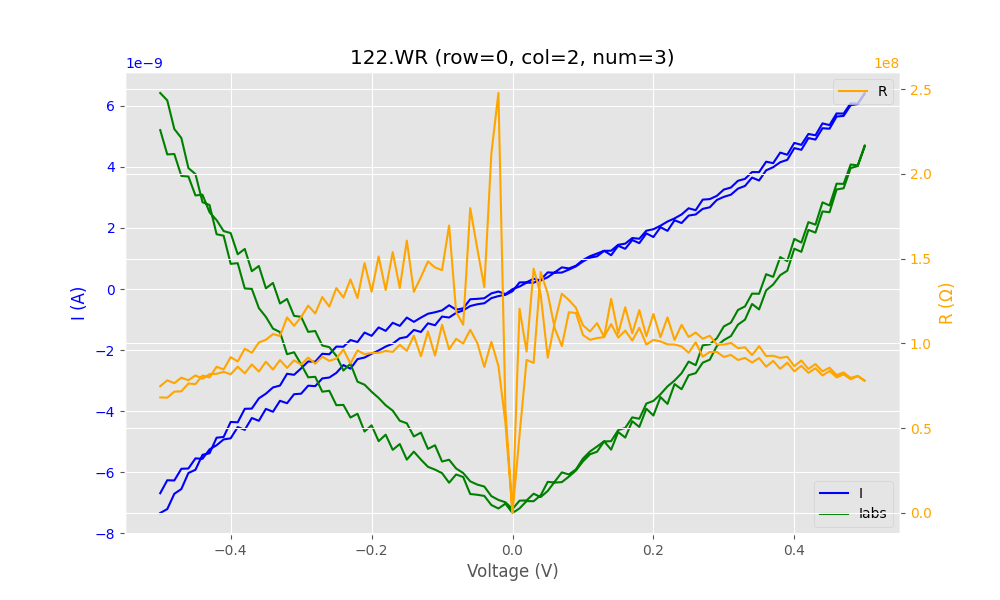 122.WR (row=0, col=2, num=3)
1e−9
1e8
R
6
4
2
0
−2
−4
−6
−8
I (A)
2.5
2.0
1.5
1.0
0.5
0.0
R (Ω)
I
Iabs
−0.4
−0.2
0.0
0.2
0.4
Voltage (V)